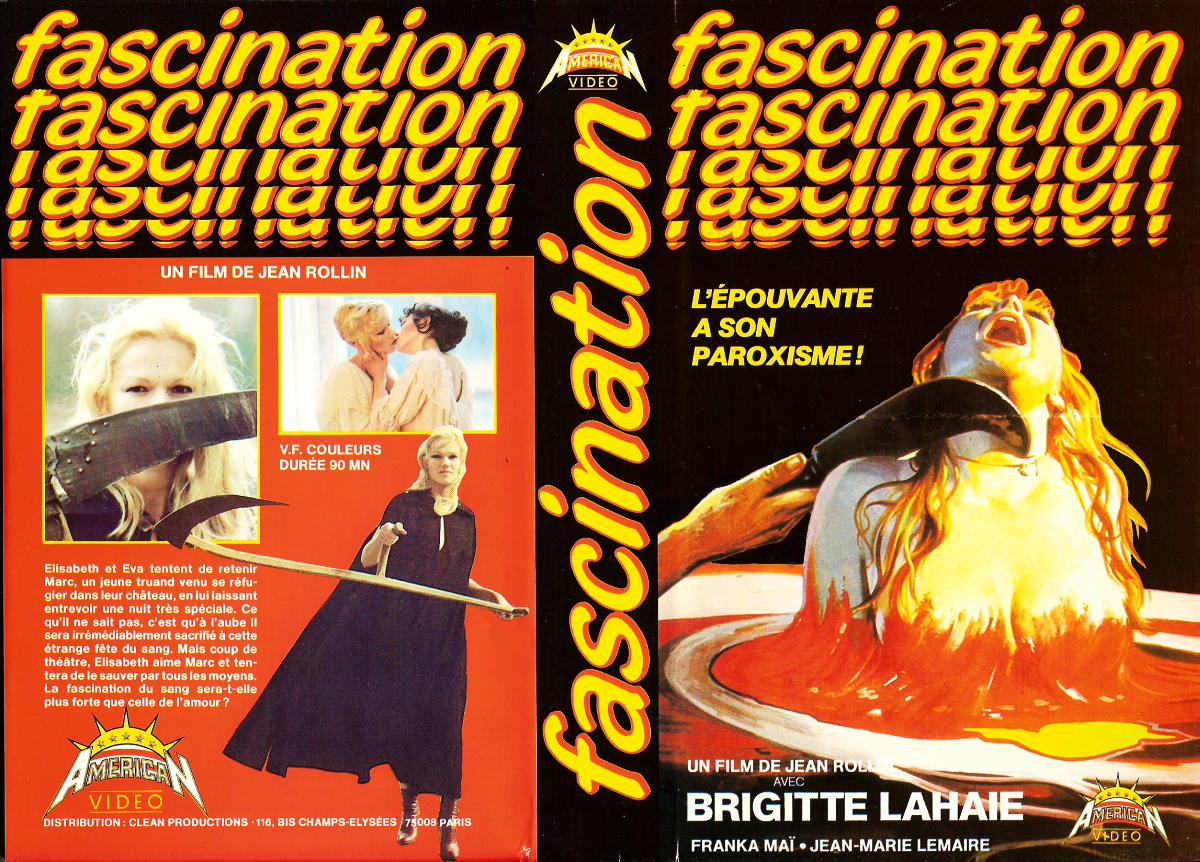 fascination
fascination
fascination
fascination
fascination
UN FILM DE JEAN ROLLIN
V.F. COULEURS
DURÉE 90 MN
Elisabeth et Eva tentent de retenir
Marc, un jeune truand venu se réfu-
gier dans leur château, en lui laissant
entrevoir une nuit très spéciale. Ce
qu'il ne sait pas, c'est qu'à l'aube il
sera irrémédiablement sacrifié à cette
étrange fête du sang. Mais coup de
théâtre, Elisabeth aime Marc et ten-
tera de le sauver par tous les moyens.
La fascination du sang sera-t-elle
plus forte que celle de l'amour ?
AMERICAN
VIDEO
DISTRIBUTION : CLEAN PRODUCTIONS · 116, BIS CHAMPS-ELYSÉES / 75008 PARIS
AMERICAN
VIDEO
fascination
fascination
fascination
fascination
fascination
fascination
L'ÉPOUVANTE
A SON
PAROXISME !
UN FILM DE JEAN ROLLIN
AVEC
BRIGITTE LAHAIE
FRANKA MAÏ • JEAN-MARIE LEMAIRE
AMERICAN
VIDEO